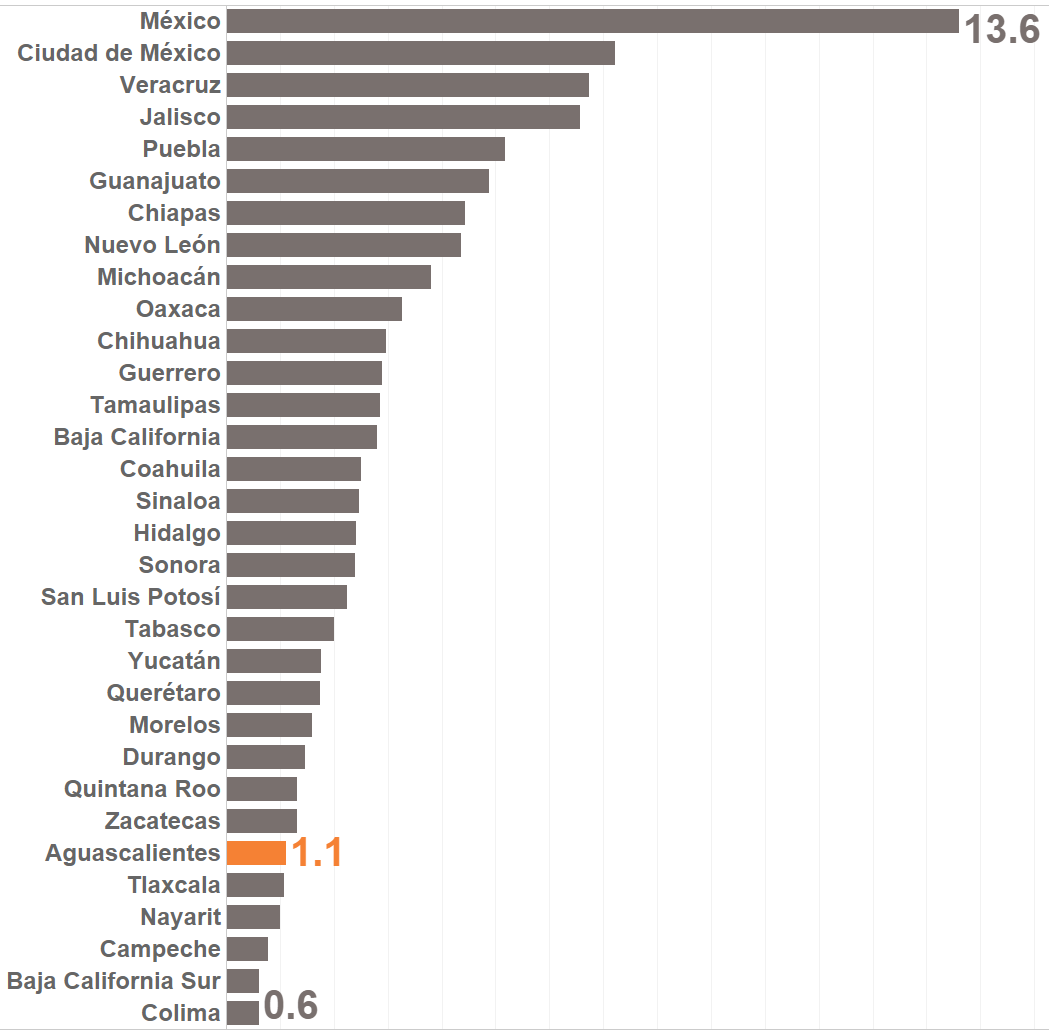 México 13.6
Ciudad de México
Veracruz
Jalisco
Puebla
Guanajuato
Chiapas
Nuevo León
Michoacán
Oaxaca
Chihuahua
Guerrero
Tamaulipas
Baja California
Coahuila
Sinaloa
Hidalgo
Sonora
San Luis Potosí
Tabasco
Yucatán
Querétaro
Morelos
Durango
Quintana Roo
Zacatecas
Aguascalientes 1.1
Tlaxcala
Nayarit
Campeche
Baja California Sur
Colima 0.6